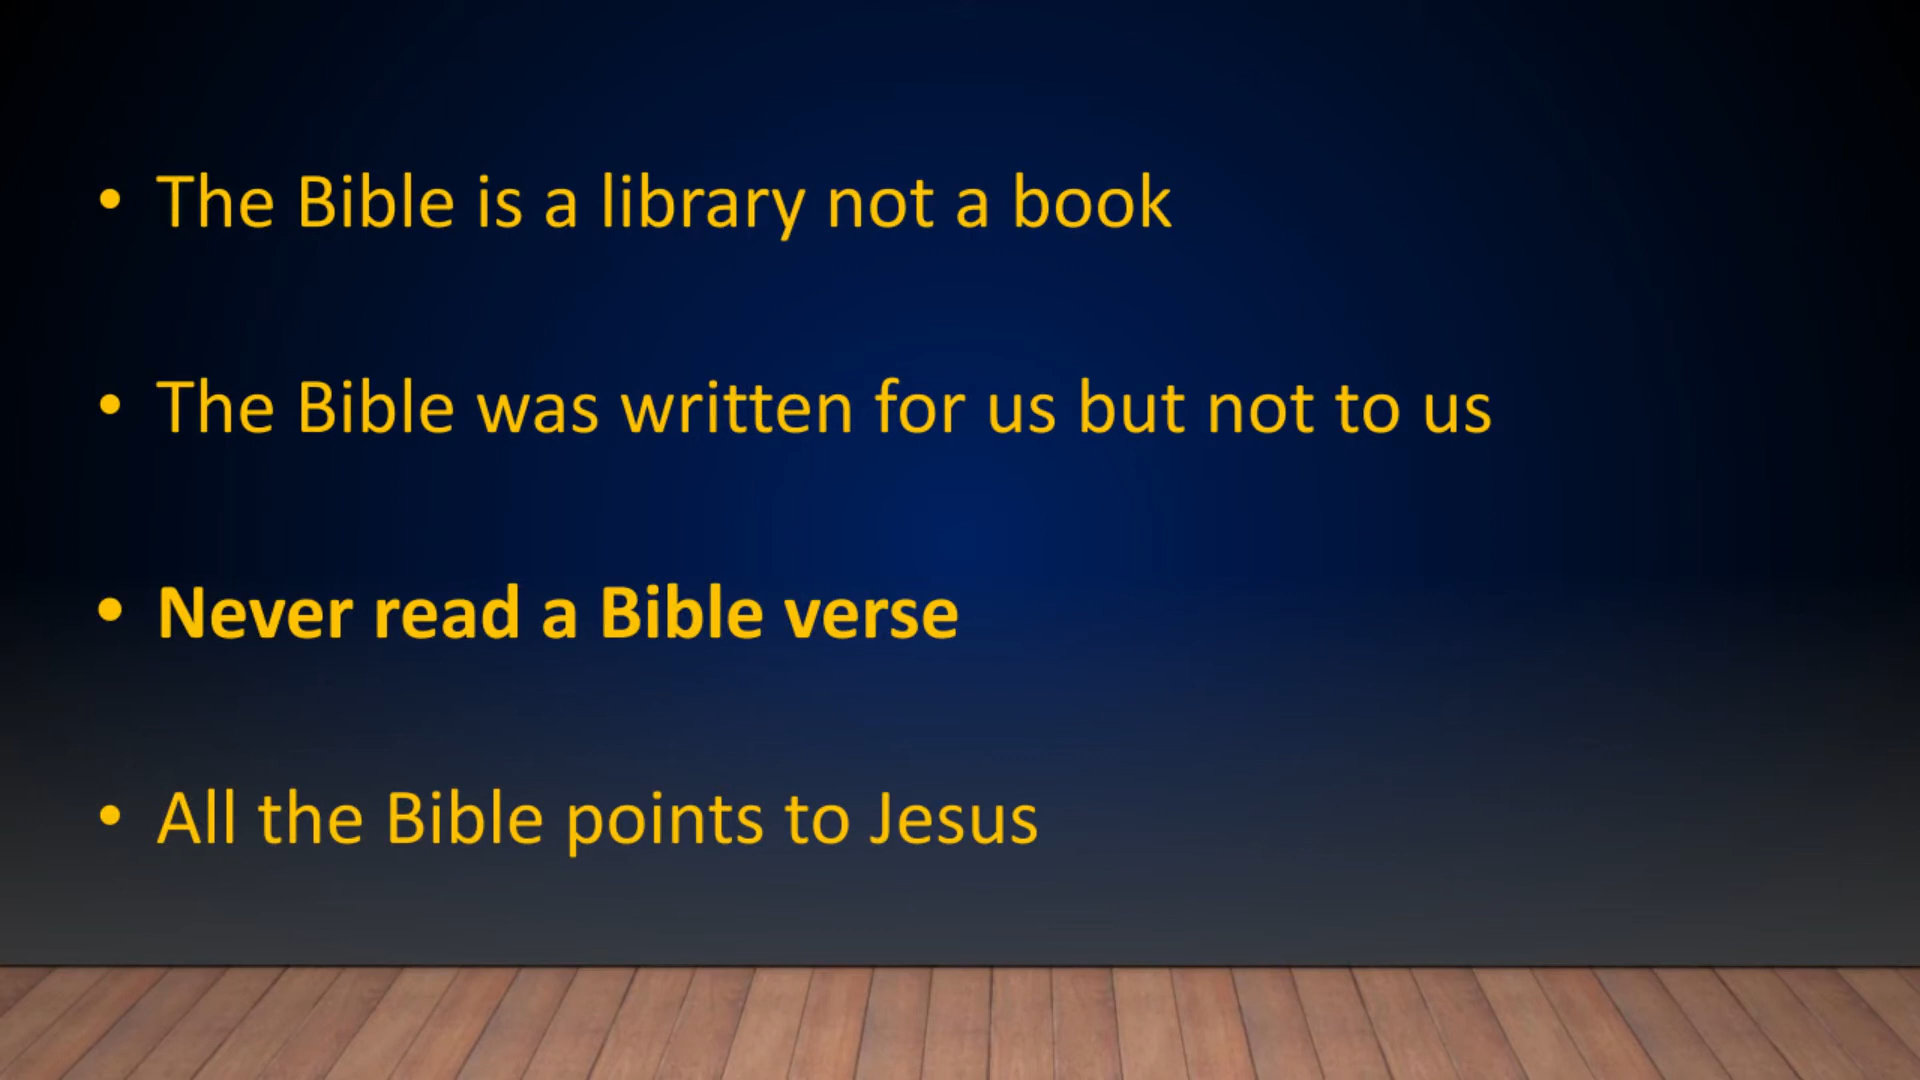 • The Bible is a library not a book
• The Bible was written for us but not to us
• Never read a Bible verse
• All the Bible points to Jesus